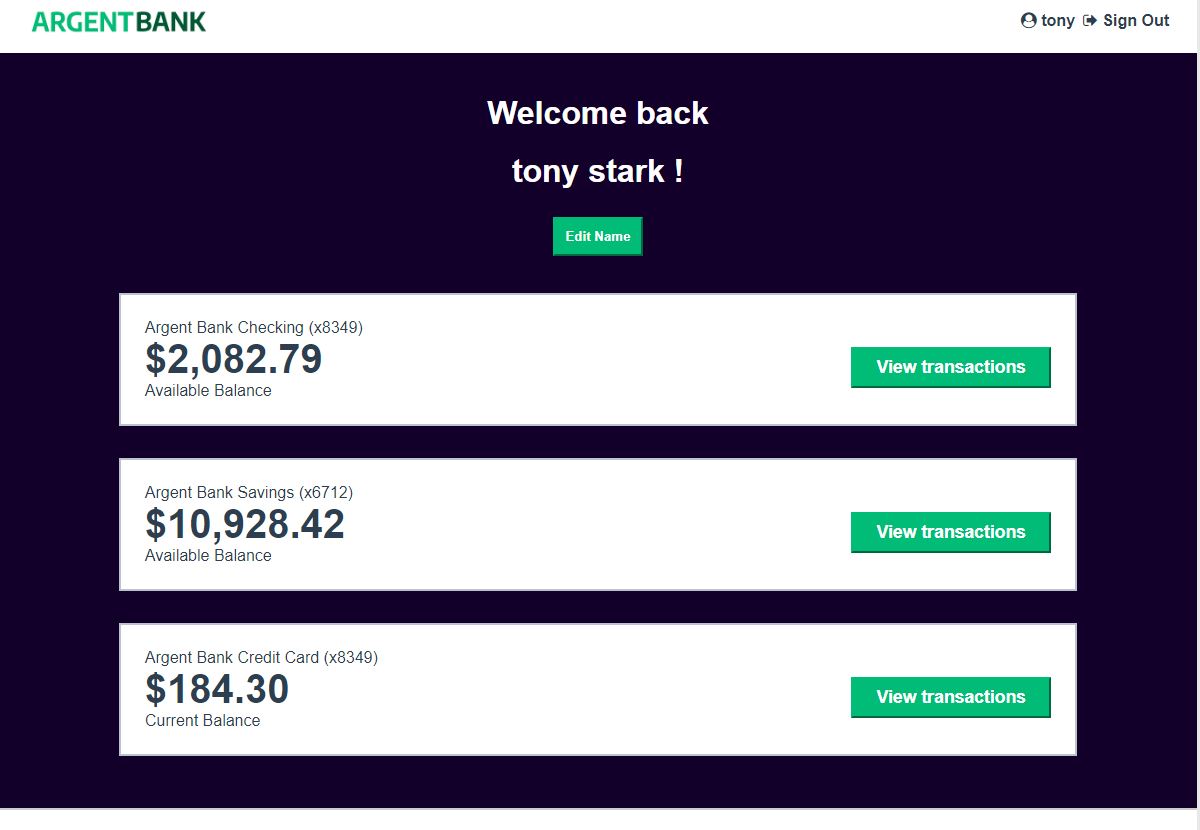 ARGENTBANK
tony Sign Out
Welcome back
tony stark !
Edit Name
Argent Bank Checking (x8349)
$2,082.79
Available Balance
View transactions
Argent Bank Savings (x6712)
$10,928.42
Available Balance
View transactions
Argent Bank Credit Card (x8349)
$184.30
Current Balance
View transactions